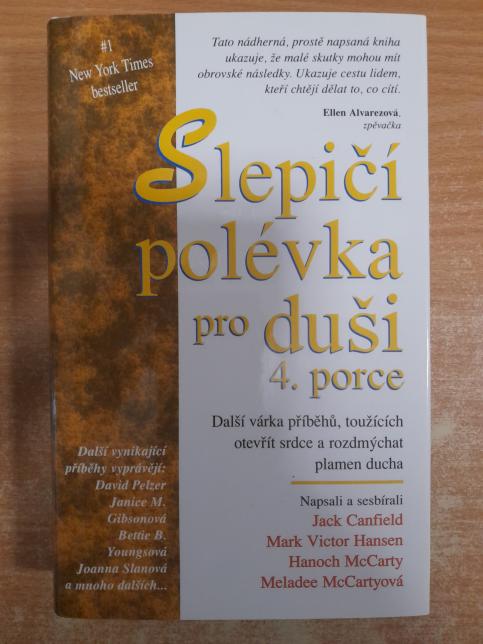 #1
New York Times
bestseller
Tato nádherná, prostě napsaná kniha
ukazuje, že malé skutky mohou mít
obrovské následky. Ukazuje cestu lidem,
kteří chtějí dělat to, co cítí.
Ellen Alvarezová,
zpěvačka
Slepičí
polévka
pro duši
4. porce
Další várka příběhů, toužících
otevřít srdce a rozdmýchat
plamen ducha
Další vynikající
příběhy vyprávějí:
David Pelzer
Janice M.
Gibsonová
Bettie B.
Youngsová
Joanna Slanová
a mnoho dalších...
Napsali a sesbírali
Jack Canfield
Mark Victor Hansen
Hanoch McCarty
Meladee McCartyová